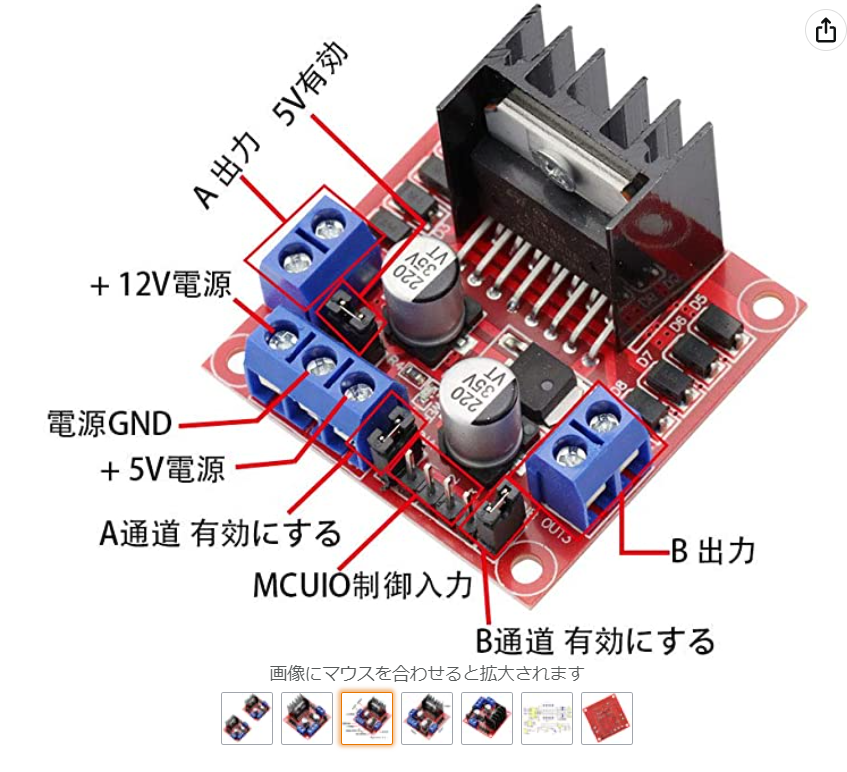 5V有効
A 出力
+ 12V電源
220
35V
VT
D5
D6
D7
D8
220
35V
VT
電源GND
+ 5V電源
A通道 有効にする
MCUIO制御入力
B 出力
B通道 有効にする
画像にマウスを合わせると拡大されます